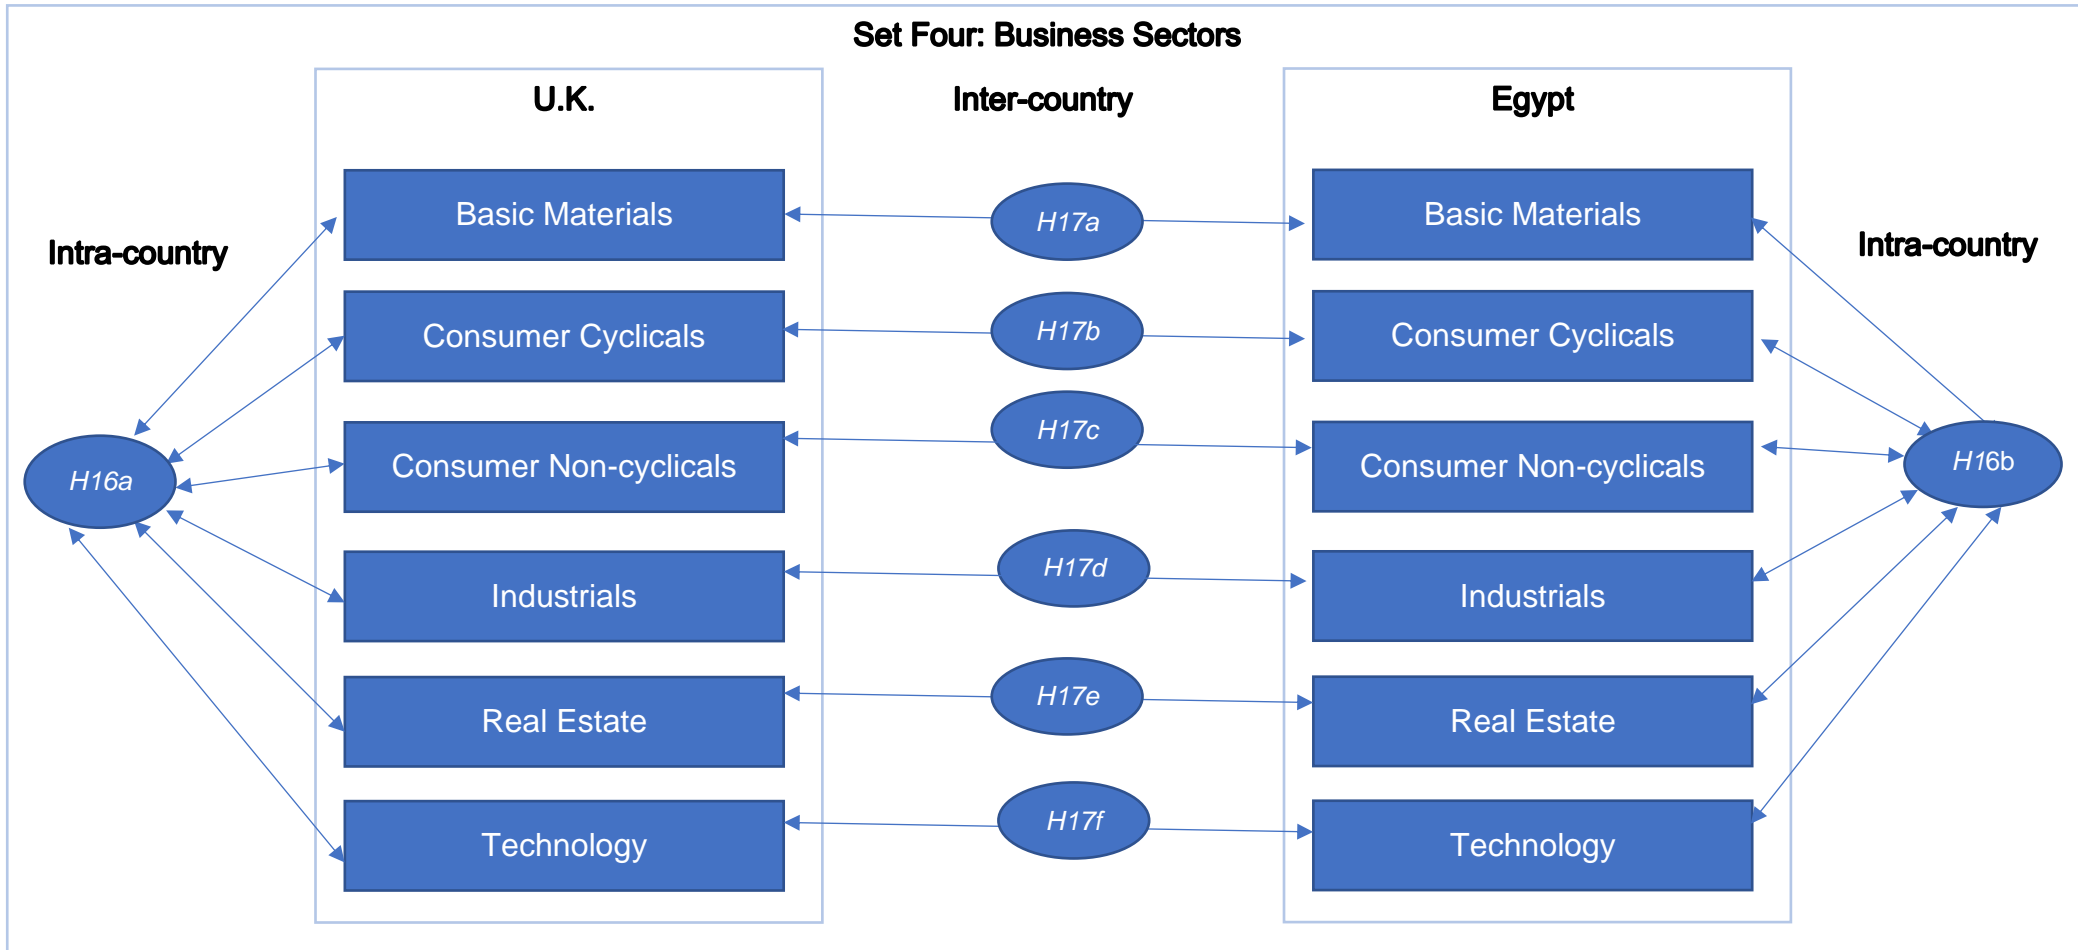 Set Four: Business Sectors
U.K.
Inter-country
Egypt
Basic Materials
H17a
Basic Materials
Intra-country
Intra-country
Consumer Cyclicals
H17b
Consumer Cyclicals
H17c
Consumer Non-cyclicals
Consumer Non-cyclicals
H16a
H16b
H17d
Industrials
Industrials
H17e
Real Estate
Real Estate
H17f
Technology
Technology